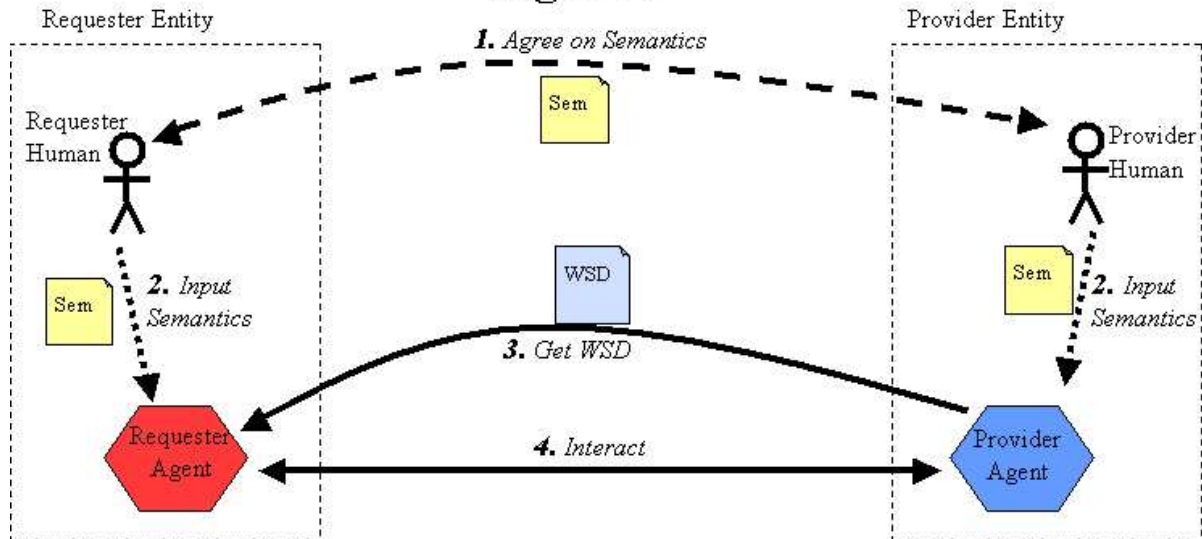 Requester Entity
Provider Entity
1. Agree on Semantics
Sem
Requester
Human
Provider
Human
Sem
2. Input
Semantics
WSD
Sem
2. Input
Semantics
3. Get WSD
Requester
Agent
4. Interact
Provider
Agent